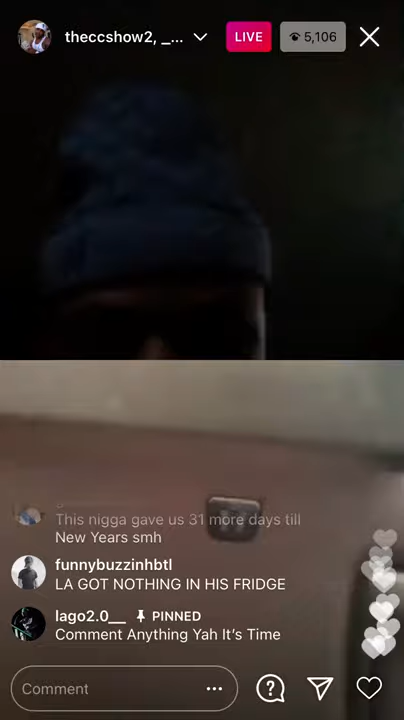 theccshow2, _...
LIVE
5,106
This nigga gave us 31 more days till
New Years smh
funnybuzzinhbtl
LA GOT NOTHING IN HIS FRIDGE
lago2.0__ PINNED
Comment Anything Yah It's Time
Comment